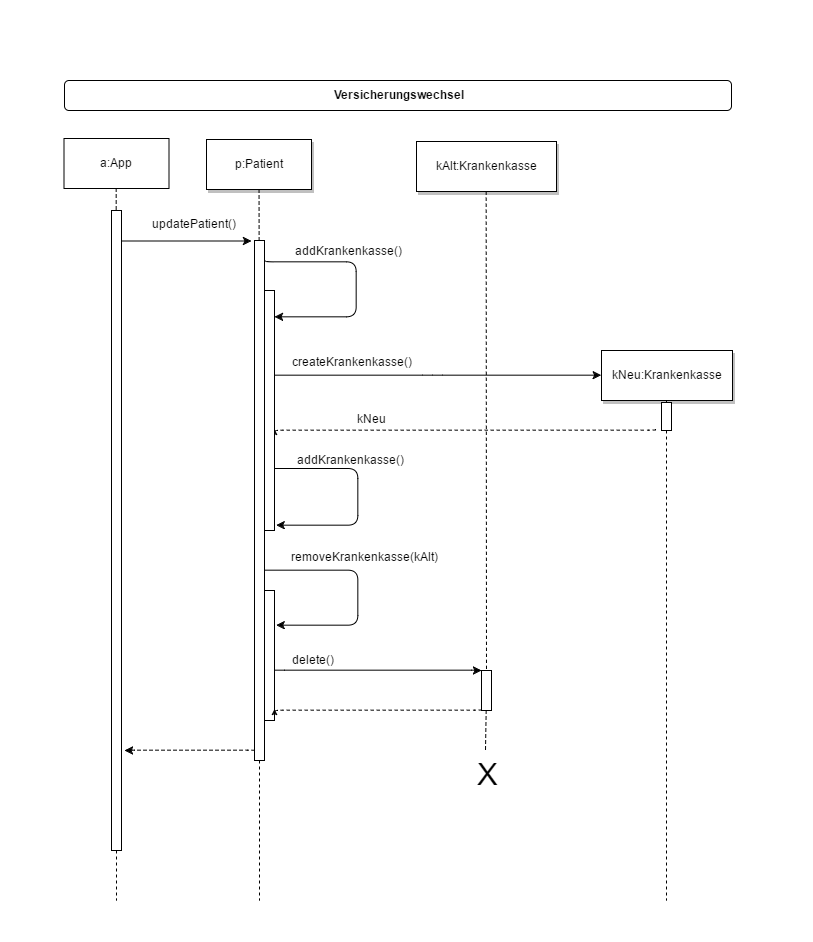 Versicherungswechsel
a:App
p:Patient
kAlt:Krankenkasse
updatePatient()
addKrankenkasse()
createKrankenkasse()
kNeu:Krankenkasse
kNeu
addKrankenkasse()
removeKrankenkasse(kAlt)
delete()
X